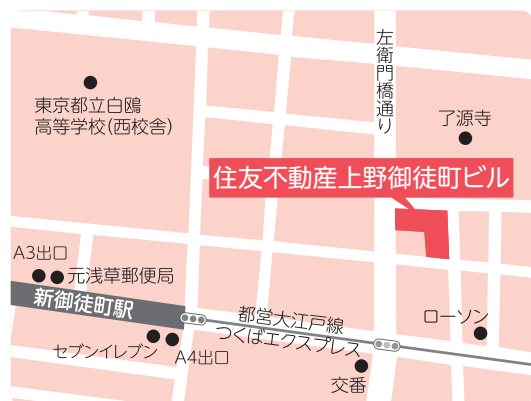 左衛門橋通り
東京都立白鴎
高等学校(西校舎)
了源寺
住友不動産上野御徒町ビル
A3出口
元浅草郵便局
新御徒町駅
都営大江戸線
つくばエクスプレス
ローソン
セブンイレブン
A4出口
交番